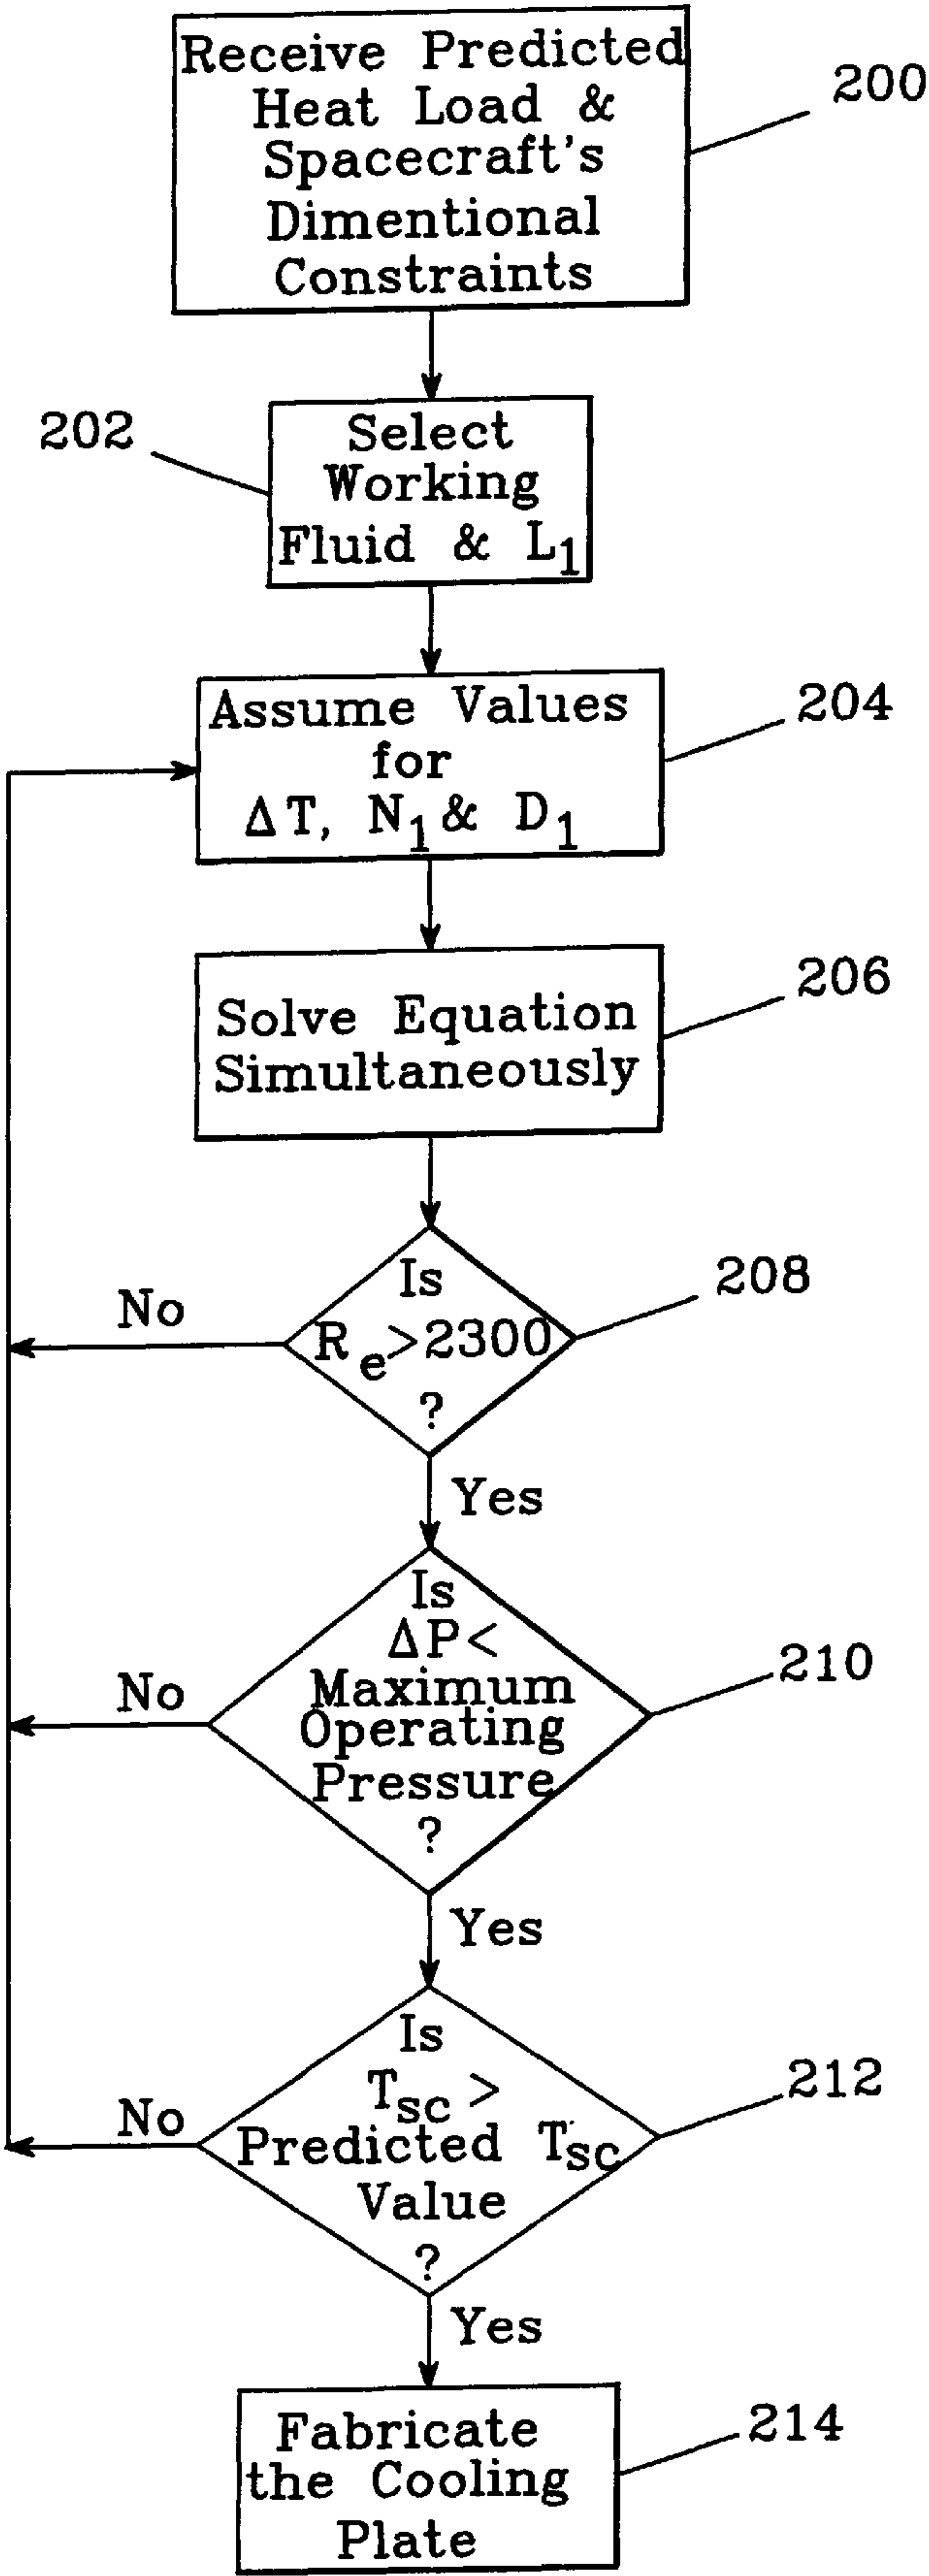 Receive Predicted
Heat Load &
Spacecraft's
Dimentional
Constraints
200
202
Select
Working
Fluid & L1
Assume Values
for
ΔT, N1 & D1
204
Solve Equation
Simultaneously
206
Is
Re>2300
?
208
No
Yes
Is
ΔP<
Maximum
Operating
Pressure
?
210
No
Yes
Is
Tsc >
Predicted Tsc
Value
?
212
No
Yes
Fabricate
the Cooling
Plate
214